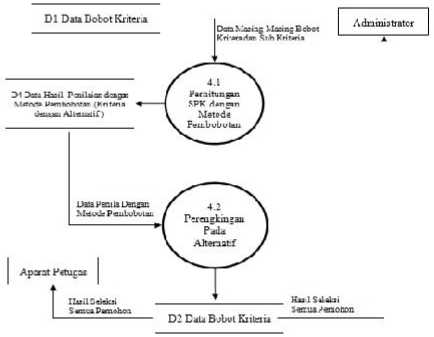 D1 Data Bobot Kriteria
Administrator
Data Masing-Masing Bobot
Kriteria dan Sub Kriteria
4.1
Perhitungan
SPK dengan
Metode
Pembobotan
D4 Data Hasil Penilaian dengan
Metode Pembobotan (Kriteria
dengan Alternatif)
Data Penila Dengan
Metode Pembobotan
4.2
Perengkingan
Pada
Alternatif
Aparat Petugas
Hasil Seleksi
Semua Pemohon
D2 Data Bobot Kriteria
Hasil Seleksi
Semua Pemohon